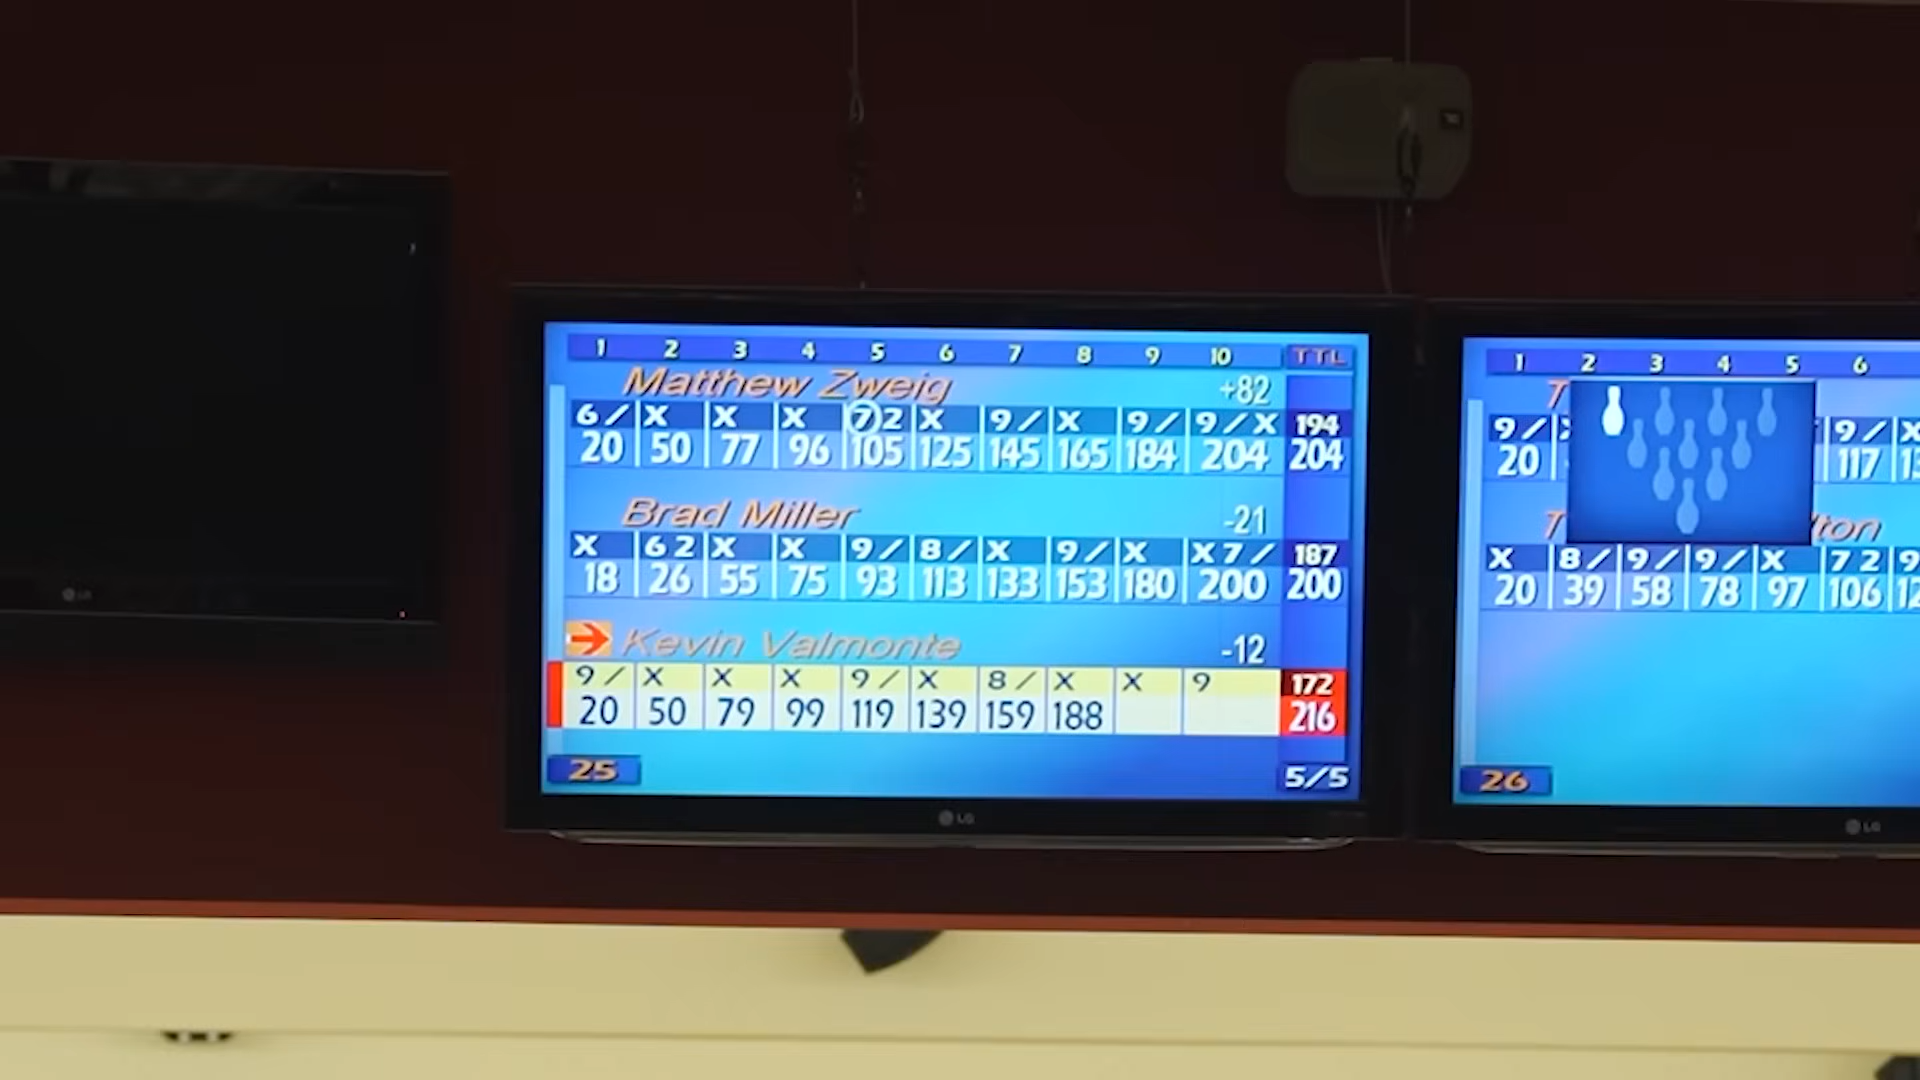 1 2 3 4 5 6 7 8 9 10 TTL
Matthew Zweig +82
6 / X X X 7 2 X 9 / X 9 / 9 / X 194
20 50 77 96 105 125 145 165 184 204 204
Brad Miller -21
X 6 2 X X 9 / 8 / X 9 / X X 7 / 187
18 26 55 75 93 113 133 153 180 200 200
Kevin Valmonte -12
9 / X X X 9 / X 8 / X X 9 172
20 50 79 99 119 139 159 188 216
25 5/5
LG
1 2 3 4 5 6
9 / 9 / X
20 117
X 8 / 9 / 9 / X 7 2 9
20 39 58 78 97 106
26
LG
LG